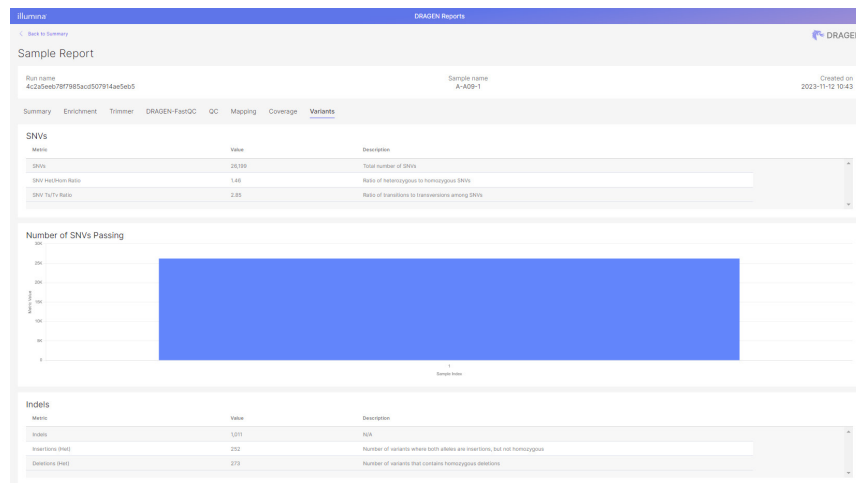 illumina
DRAGEN Reports
Back to Summary
DRAGEN
Sample Report
Run name
Sample name
Created on
4c2a5eeb78f7985acd507914ae5eb5
A-A09-1
2023-11-12 10:43
Summary Enrichment Trimmer DRAGEN-FastQC QC Mapping Coverage Variants
SNVs
Metric Value Description
SNVs 26,199 Total number of SNVs
SNV Het/Hom Ratio 1.48 Ratio of heterozygous to homozygous SNVs
SNV Ts/Tv Ratio 2.85 Ratio of transitions to transversions among SNVs
Number of SNVs Passing
30K
25K
20K
15K
10K
5K
0
Metric Value
1
Sample Index
Indels
Metric Value Description
Indels 1,011 N/A
Insertions (Het) 252 Number of variants where both alleles are insertions, but not homozygous
Deletions (Het) 273 Number of variants that contains homozygous deletions